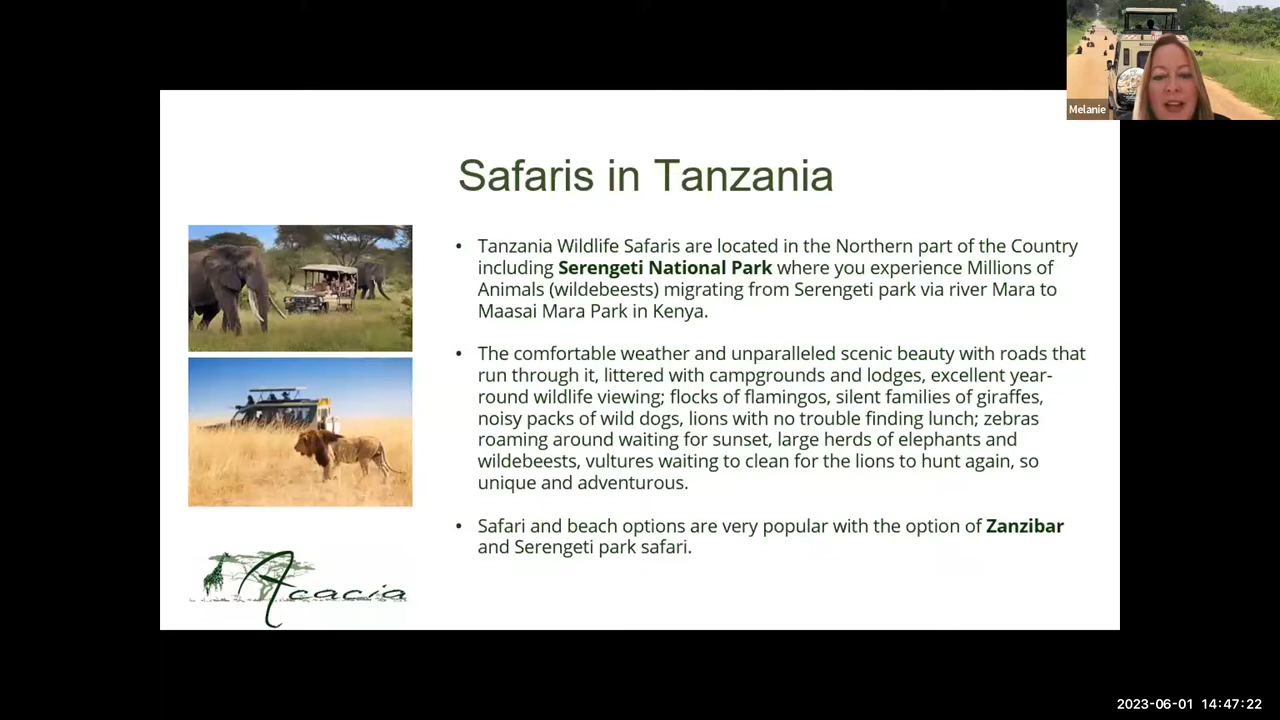 Melanie
Safaris in Tanzania
• Tanzania Wildlife Safaris are located in the Northern part of the Country
including Serengeti National Park where you experience Millions of
Animals (wildebeests) migrating from Serengeti park via river Mara to
Maasai Mara Park in Kenya.
• The comfortable weather and unparalleled scenic beauty with roads that
run through it, littered with campgrounds and lodges, excellent year-
round wildlife viewing; flocks of flamingos, silent families of giraffes,
noisy packs of wild dogs, lions with no trouble finding lunch; zebras
roaming around waiting for sunset, large herds of elephants and
wildebeests, vultures waiting to clean for the lions to hunt again, so
unique and adventurous.
• Safari and beach options are very popular with the option of Zanzibar
and Serengeti park safari.
Acacia
2023-06-01 14:47:22